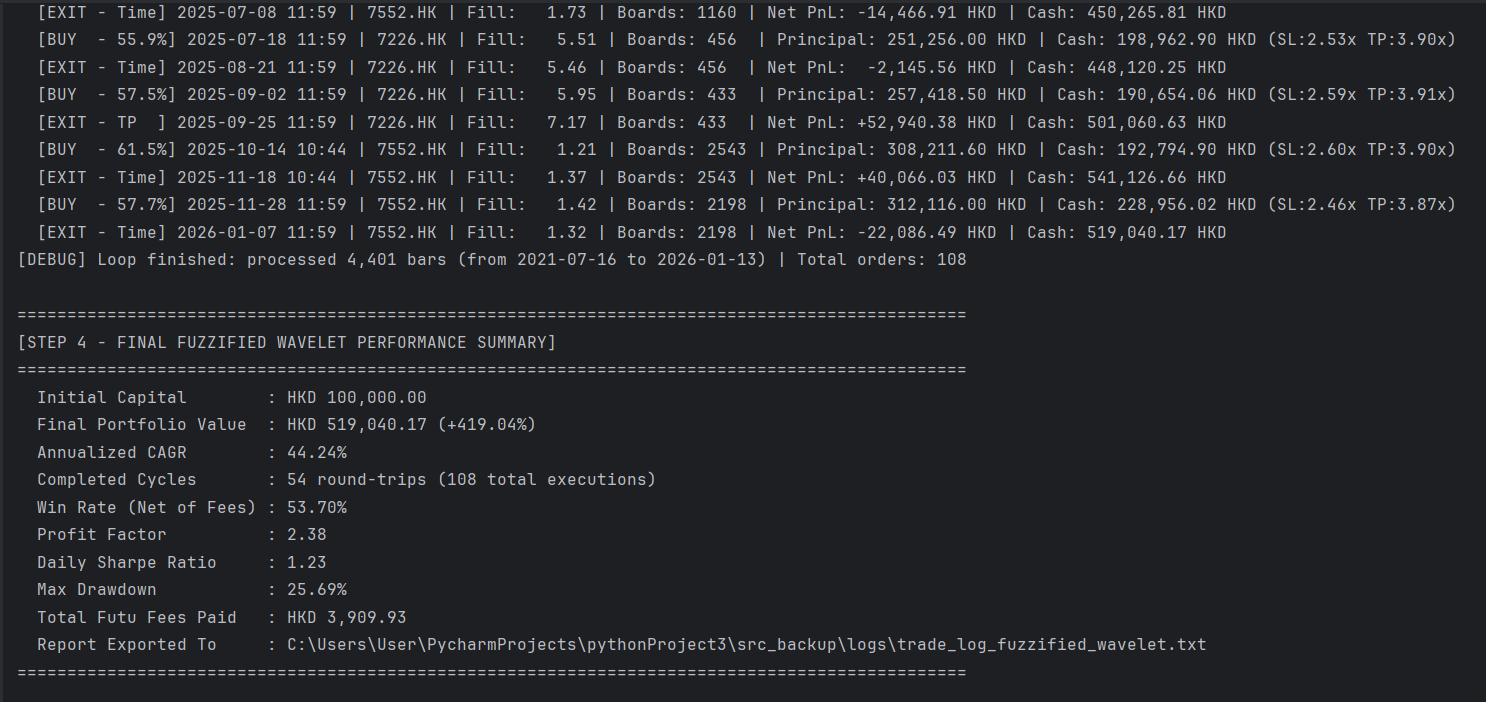 [EXIT - Time] 2025-07-08 11:59 | 7552.HK | Fill:   1.73 | Boards: 1160 | Net PnL: -14,466.91 HKD | Cash: 450,265.81 HKD
[BUY  - 55.9%] 2025-07-18 11:59 | 7226.HK | Fill:   5.51 | Boards: 456  | Principal: 251,256.00 HKD | Cash: 198,962.90 HKD (SL:2.53x TP:3.90x)
[EXIT - Time] 2025-08-21 11:59 | 7226.HK | Fill:   5.46 | Boards: 456  | Net PnL:  -2,145.56 HKD | Cash: 448,120.25 HKD
[BUY  - 57.5%] 2025-09-02 11:59 | 7226.HK | Fill:   5.95 | Boards: 433  | Principal: 257,418.50 HKD | Cash: 190,654.06 HKD (SL:2.59x TP:3.91x)
[EXIT - TP  ] 2025-09-25 11:59 | 7226.HK | Fill:   7.17 | Boards: 433  | Net PnL: +52,940.38 HKD | Cash: 501,060.63 HKD
[BUY  - 61.5%] 2025-10-14 10:44 | 7552.HK | Fill:   1.21 | Boards: 2543 | Principal: 308,211.60 HKD | Cash: 192,794.90 HKD (SL:2.60x TP:3.90x)
[EXIT - Time] 2025-11-18 10:44 | 7552.HK | Fill:   1.37 | Boards: 2543 | Net PnL: +40,066.03 HKD | Cash: 541,126.66 HKD
[BUY  - 57.7%] 2025-11-28 11:59 | 7552.HK | Fill:   1.42 | Boards: 2198 | Principal: 312,116.00 HKD | Cash: 228,956.02 HKD (SL:2.46x TP:3.87x)
[EXIT - Time] 2026-01-07 11:59 | 7552.HK | Fill:   1.32 | Boards: 2198 | Net PnL: -22,086.49 HKD | Cash: 519,040.17 HKD
[DEBUG] Loop finished: processed 4,401 bars (from 2021-07-16 to 2026-01-13) | Total orders: 108
===============================================================================================
[STEP 4 - FINAL FUZZIFIED WAVELET PERFORMANCE SUMMARY]
===============================================================================================
Initial Capital        : HKD 100,000.00
Final Portfolio Value  : HKD 519,040.17 (+419.04%)
Annualized CAGR        : 44.24%
Completed Cycles       : 54 round-trips (108 total executions)
Win Rate (Net of Fees) : 53.70%
Profit Factor          : 2.38
Daily Sharpe Ratio     : 1.23
Max Drawdown           : 25.69%
Total Futu Fees Paid   : HKD 3,909.93
Report Exported To     : C:\Users\User\PycharmProjects\pythonProject3\src_backup\logs\trade_log_fuzzified_wavelet.txt
===============================================================================================